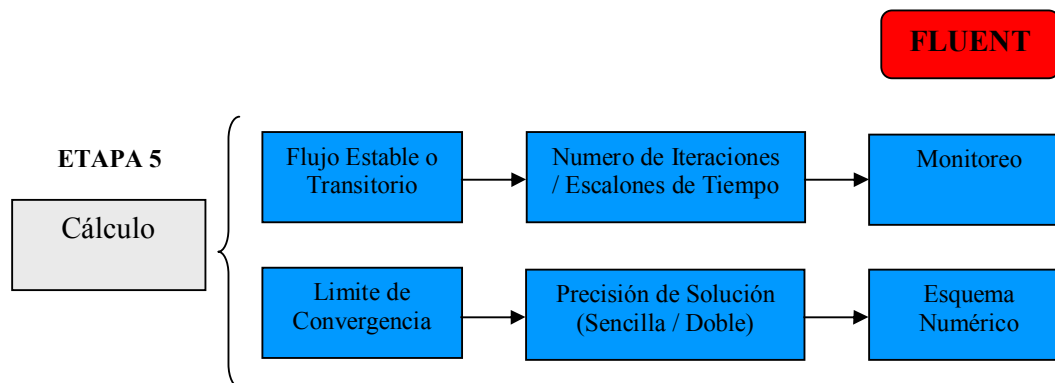 FLUENT
ETAPA 5
Cálculo
Flujo Estable o
Transitorio
Numero de Iteraciones
/ Escalones de Tiempo
Monitoreo
Limite de
Convergencia
Precisión de Solución
(Sencilla / Doble)
Esquema
Numérico